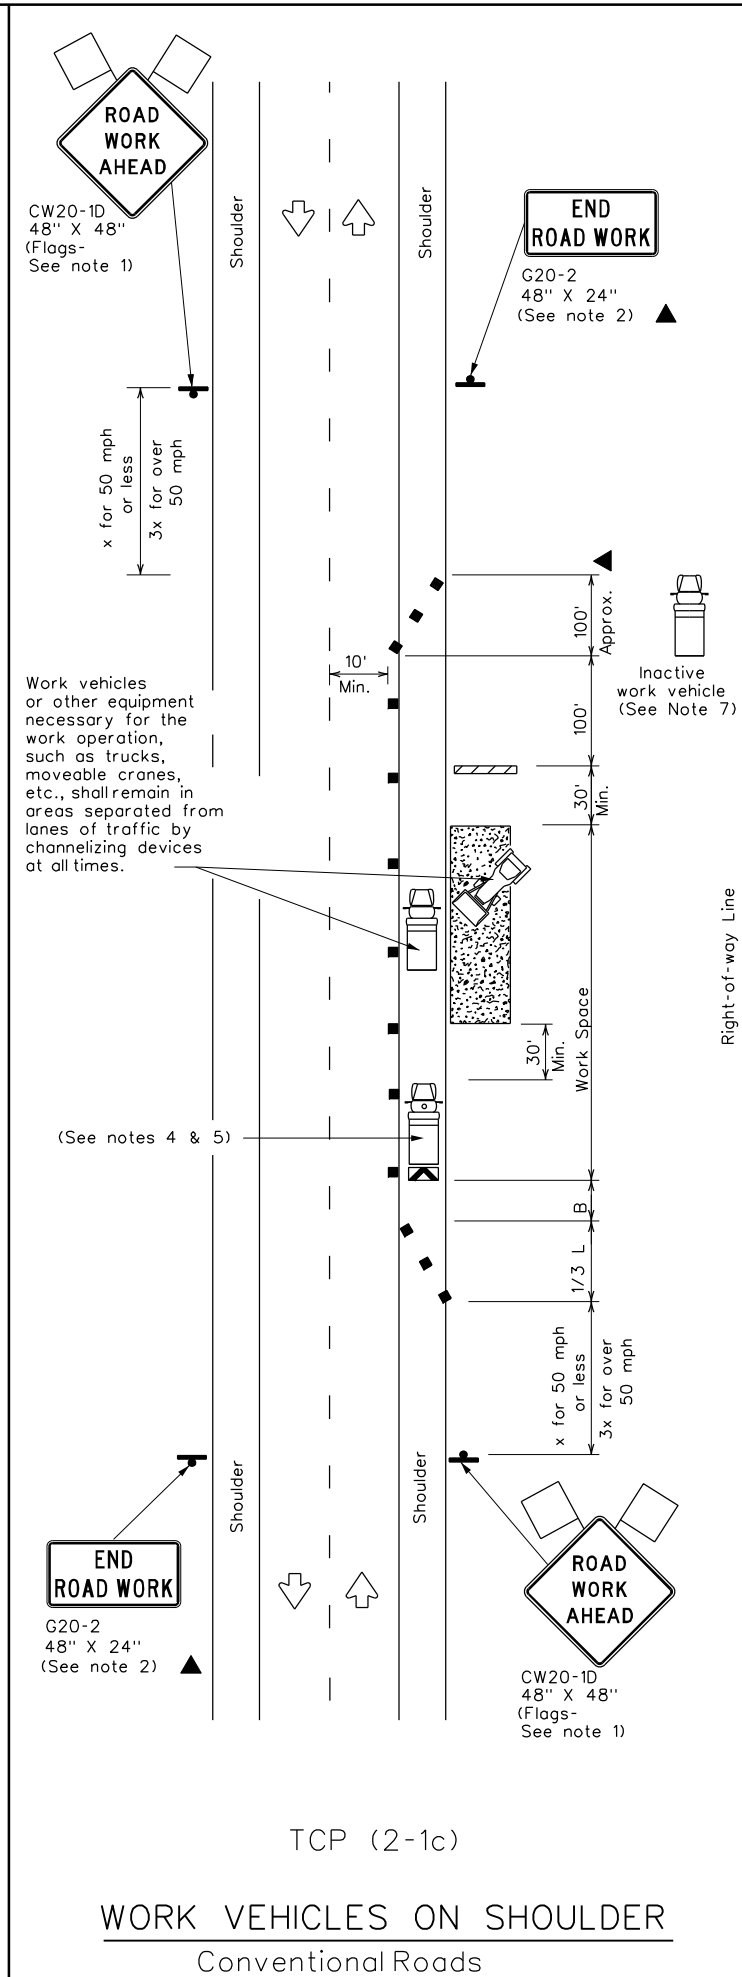 ROAD
WORK
AHEAD
CW20-1D
48" X 48"
(Flags-
See note 1)
Shoulder
Shoulder
END
ROAD WORK
G20-2
48" X 24"
(See note 2)
x for 50 mph
or less
3x for over
50 mph
100'
Approx.
Inactive
work vehicle
(See Note 7)
10'
Min.
100'
30'
Min.
Work vehicles
or other equipment
necessary for the
work operation,
such as trucks,
moveable cranes,
etc., shall remain in
areas separated from
lanes of traffic by
channelizing devices
at all times.
Right-of-way Line
Work Space
30'
Min.
(See notes 4 & 5)
B
1/3 L
x for 50 mph
or less
3x for over
50 mph
Shoulder
Shoulder
END
ROAD WORK
G20-2
48" X 24"
(See note 2)
ROAD
WORK
AHEAD
CW20-1D
48" X 48"
(Flags-
See note 1)
TCP (2-1c)
WORK VEHICLES ON SHOULDER
Conventional Roads